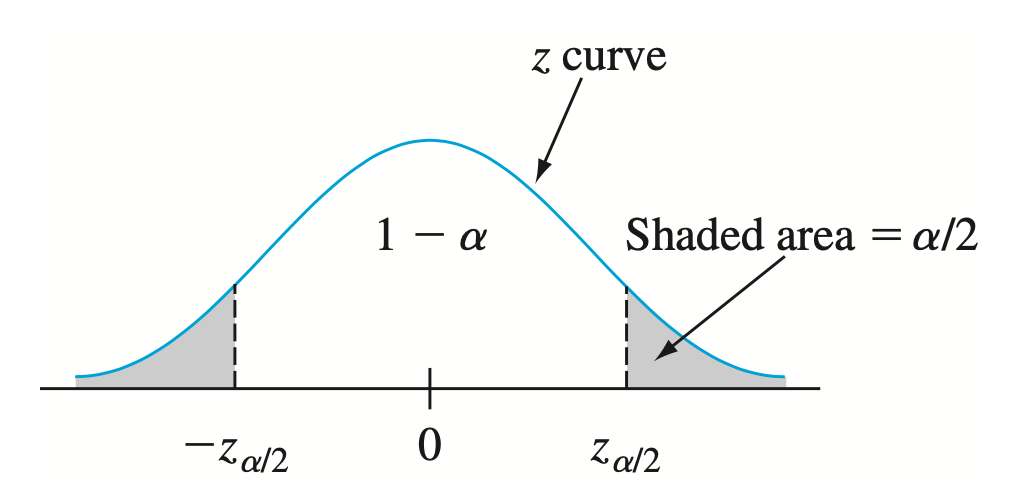 z curve
1 − α
Shaded area = α/2
−z_{α/2}
0
z_{α/2}